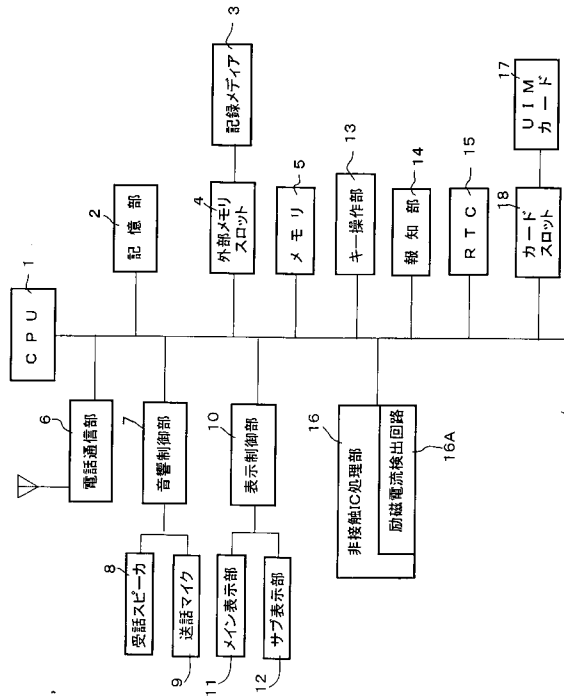 1
CPU
2
記憶部
3
記録メディア
4
外部メモリ
スロット
5
メモリ
13
キー操作部
14
報知部
15
RTC
17
UIM
カード
18
カード
スロット
6
電話通信部
7
音響制御部
8
受話スピーカ
9
送話マイク
10
表示制御部
11
メイン表示部
12
サブ表示部
16
非接触IC処理部
励磁電流検出回路
16A